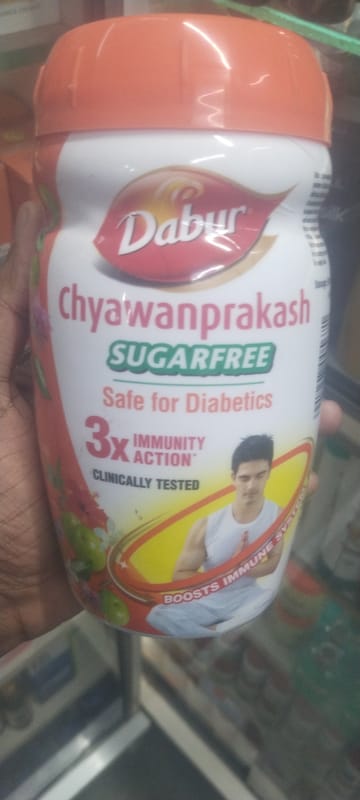 Dabur
Chyawanprakash
SUGARFREE
Safe for Diabetics
3x IMMUNITY
ACTION*
CLINICALLY TESTED
BOOSTS IMMUNE SYSTEM